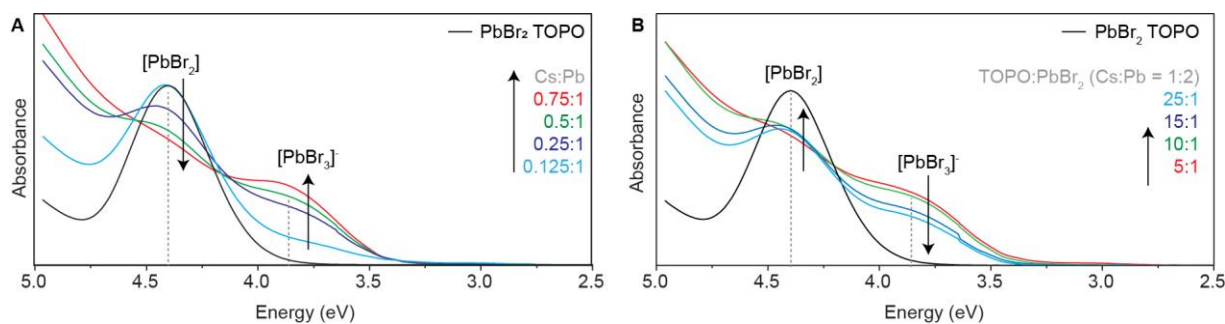 A
PbBr₂ TOPO
[PbBr₂]
Cs:Pb
0.75:1
0.5:1
0.25:1
0.125:1
[PbBr₃]⁻
Absorbance
5.0 4.5 4.0 3.5 3.0 2.5
Energy (eV)
B
PbBr₂ TOPO
[PbBr₂]
TOPO:PbBr₂ (Cs:Pb = 1:2)
25:1
15:1
10:1
5:1
[PbBr₃]⁻
Absorbance
5.0 4.5 4.0 3.5 3.0 2.5
Energy (eV)